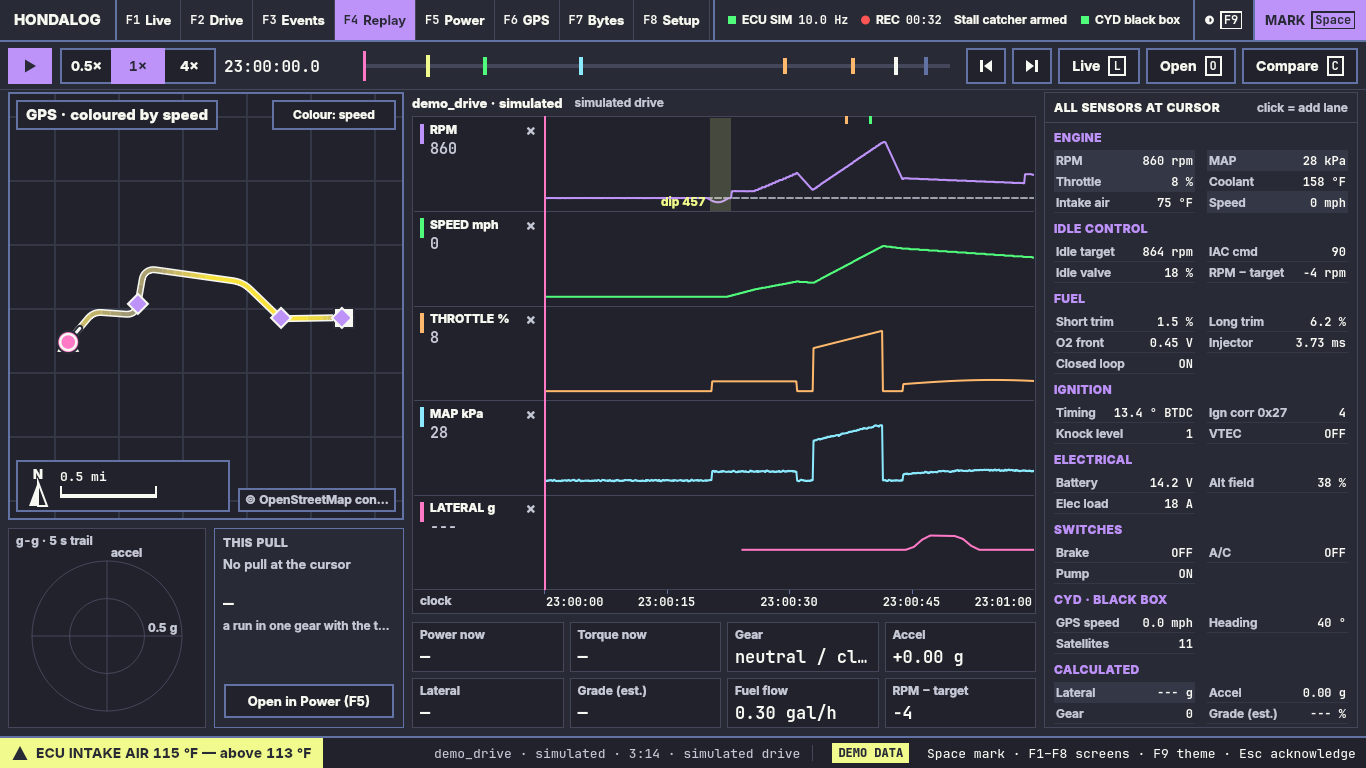 HONDALOG F1 Live F2 Drive F3 Events F4 Replay F5 Power F6 GPS F7 Bytes F8 Setup ECU SIM 10.0 Hz REC 00:32 Stall catcher armed CYD black box F9 MARK Space
0.5× 1× 4× 23:00:00.0 Live L Open O Compare C
GPS · coloured by speed Colour: speed
N
0.5 mi
© OpenStreetMap con…
g-g · 5 s trail
accel
0.5 g
THIS PULL
No pull at the cursor
—
a run in one gear with the t…
Open in Power (F5)
demo_drive · simulated simulated drive
RPM ×
860
dip 457
SPEED mph ×
0
THROTTLE % ×
8
MAP kPa ×
28
LATERAL g ×
---
clock 23:00:00 23:00:15 23:00:30 23:00:45 23:01:00
Power now Torque now Gear Accel
— — neutral / cl… +0.00 g
Lateral Grade (est.) Fuel flow RPM − target
— — 0.30 gal/h -4
ALL SENSORS AT CURSOR click = add lane
ENGINE
RPM 860 rpm MAP 28 kPa
Throttle 8 % Coolant 158 °F
Intake air 75 °F Speed 0 mph
IDLE CONTROL
Idle target 864 rpm IAC cmd 90
Idle valve 18 % RPM − target -4 rpm
FUEL
Short trim 1.5 % Long trim 6.2 %
O2 front 0.45 V Injector 3.73 ms
Closed loop ON
IGNITION
Timing 13.4 ° BTDC Ign corr 0x27 4
Knock level 1 VTEC OFF
ELECTRICAL
Battery 14.2 V Alt field 38 %
Elec load 18 A
SWITCHES
Brake OFF A/C OFF
Pump ON
CYD · BLACK BOX
GPS speed 0.0 mph Heading 40 °
Satellites 11
CALCULATED
Lateral --- g Accel 0.00 g
Gear 0 Grade (est.) --- %
ECU INTAKE AIR 115 °F — above 113 °F demo_drive · simulated · 3:14 · simulated drive DEMO DATA Space mark · F1–F8 screens · F9 theme · Esc acknowledge